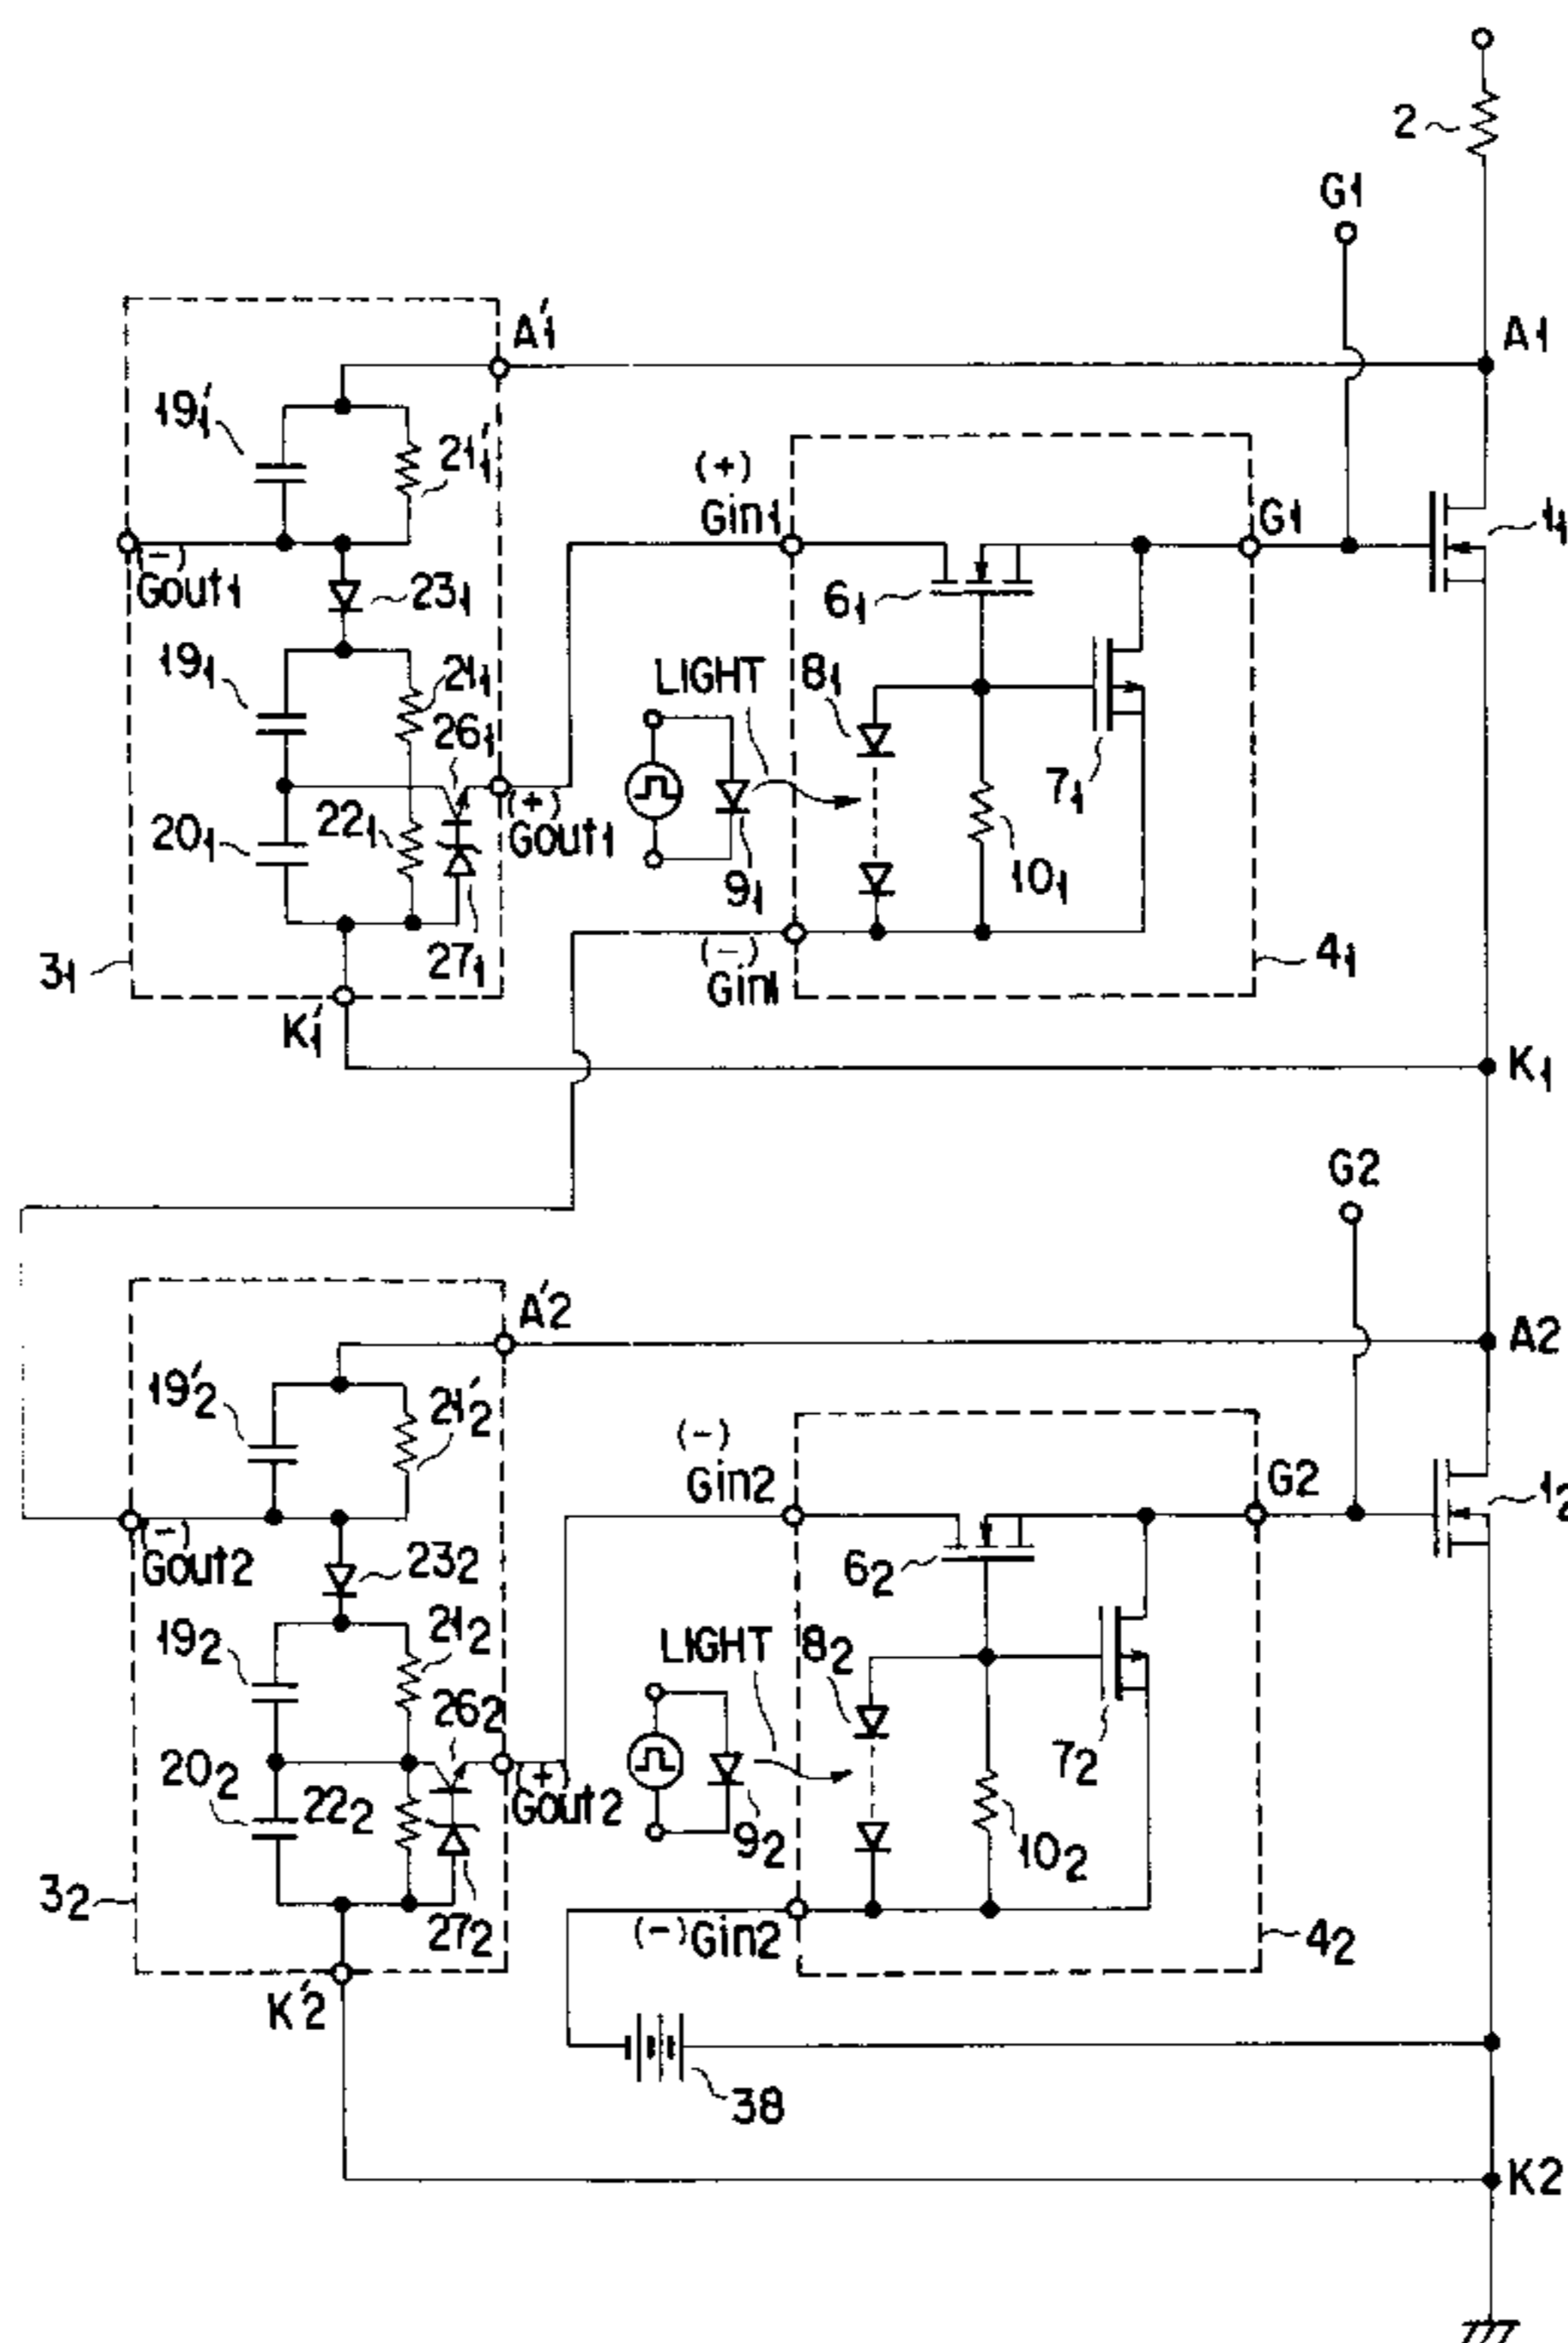 2
G1
A1
A'1
19'₁
21'₁
(+)
Gin1
G1
1₁
(-)
Gout1
23₁
6₁
19₁
21₁
LIGHT
8₁
26₁
7₁
20₁
22₁
(+)
Gout1
9₁
10₁
27₁
(-)
Gin1
4₁
3₁
K'₁
K₁
G2
A'2
A2
19'₂
21'₂
(-)
Gin2
G2
1₂
(-)
Gout2
23₂
6₂
19₂
21₂
LIGHT
8₂
26₂
7₂
20₂
22₂
(+)
Gout2
9₂
10₂
3₂
27₂
(-)Gin2
4₂
K'2
38
K2